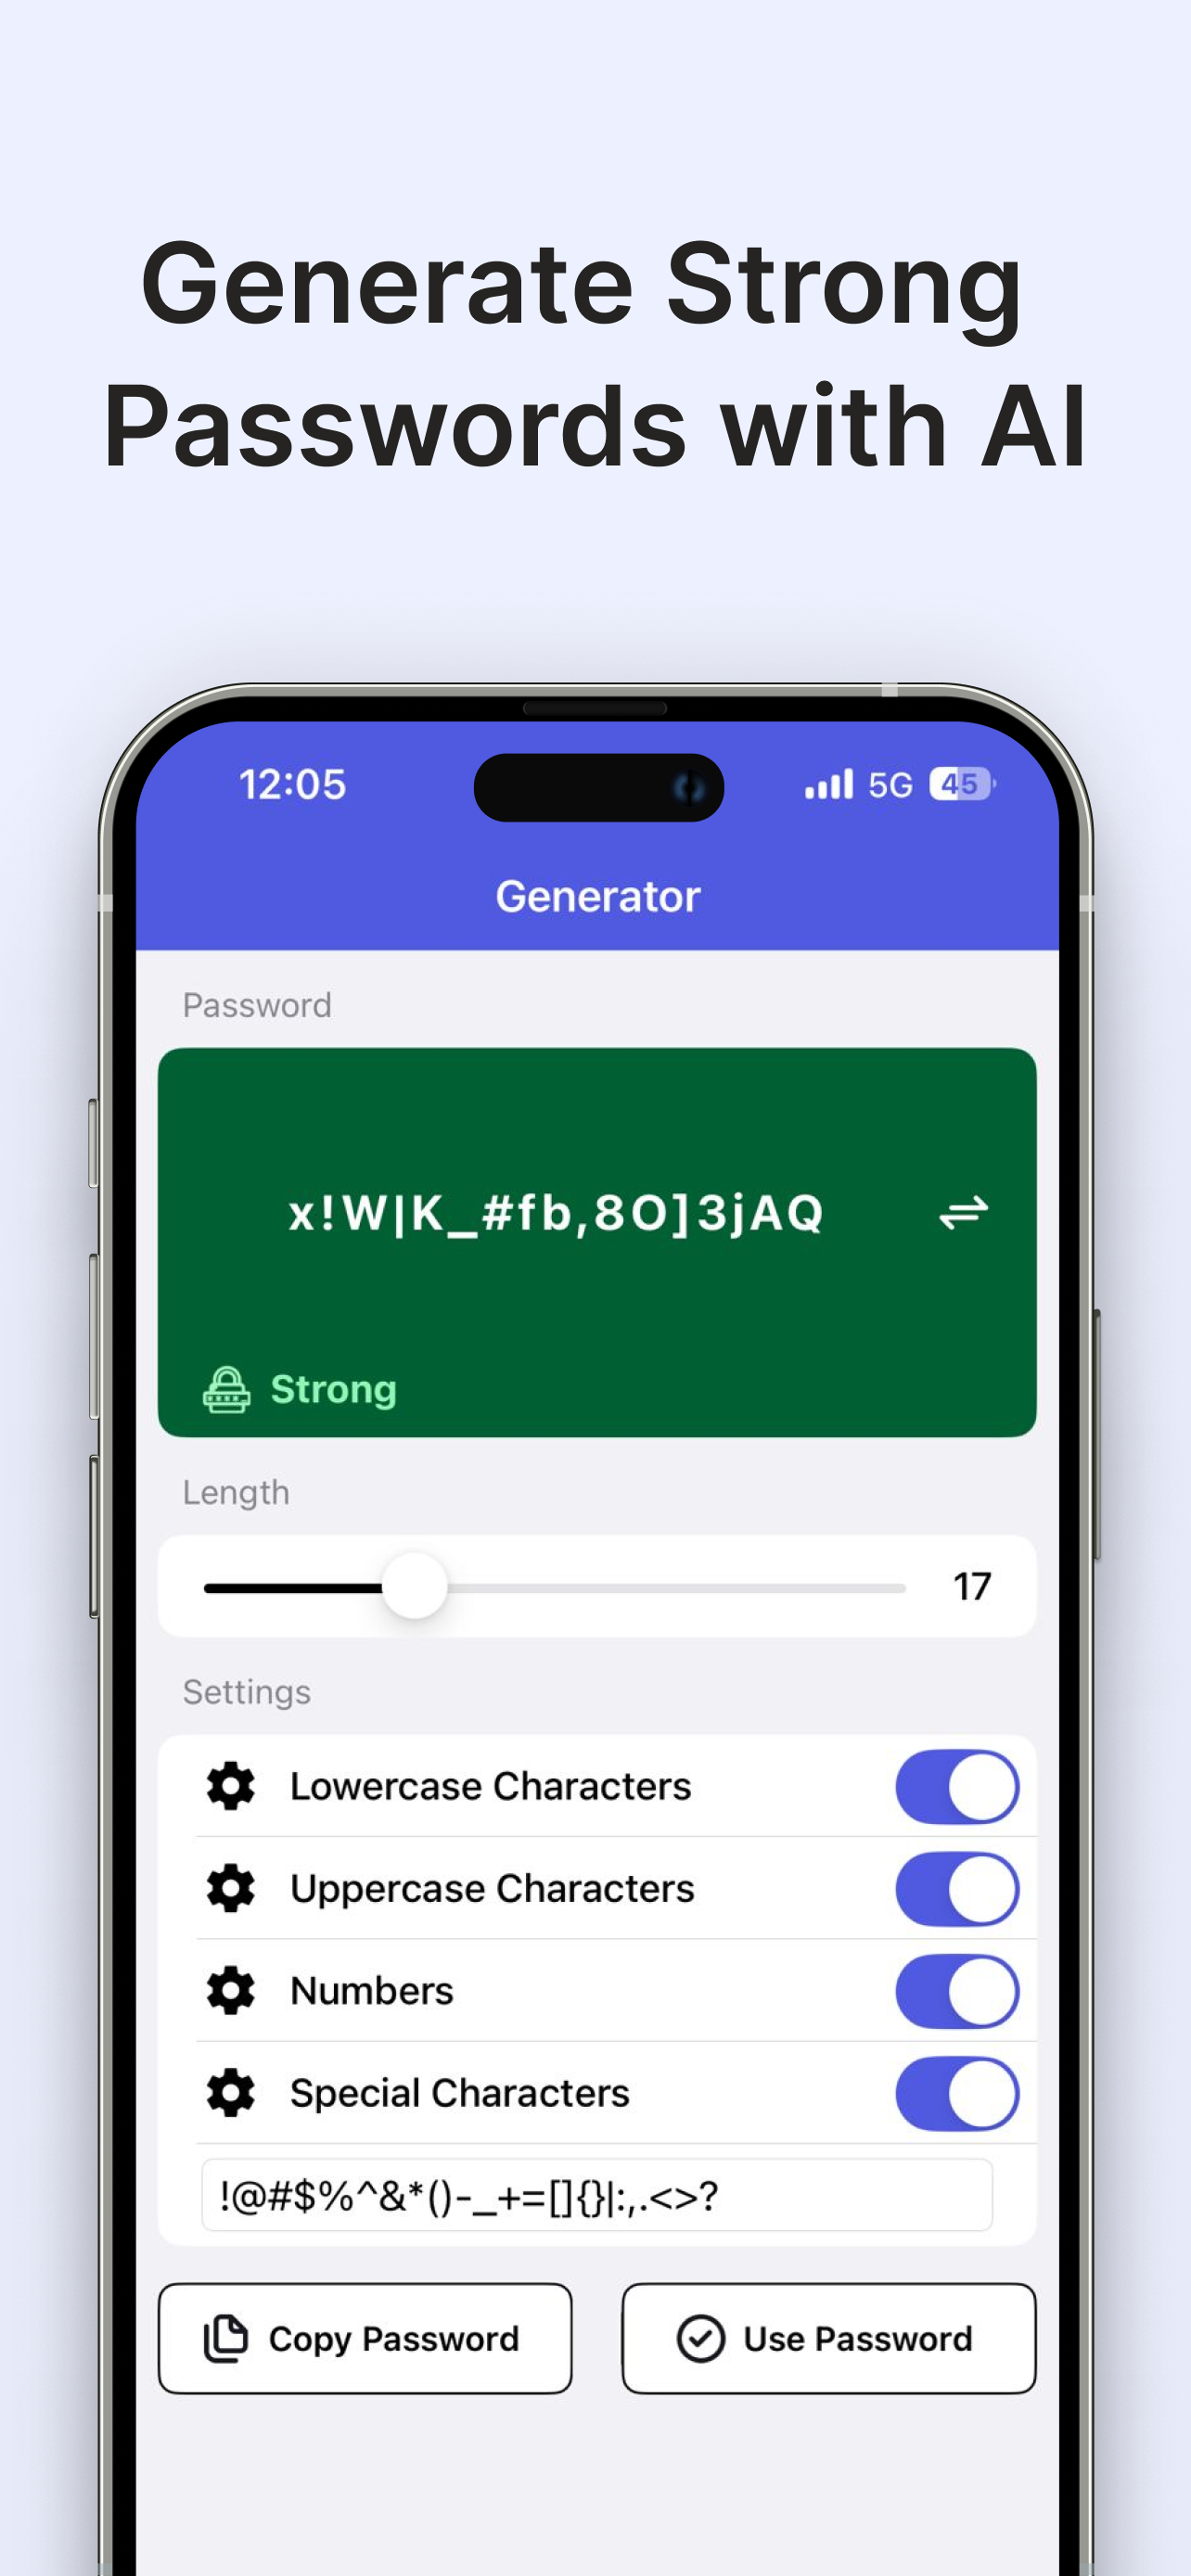 Generate Strong
Passwords with AI
12:05
5G 45
Generator
Password
x!W|K_#fb,8O]3jAQ
Strong
Length
17
Settings
Lowercase Characters
Uppercase Characters
Numbers
Special Characters
!@#$%^&*()-_+=[]{}|:,.<>?
Copy Password
Use Password